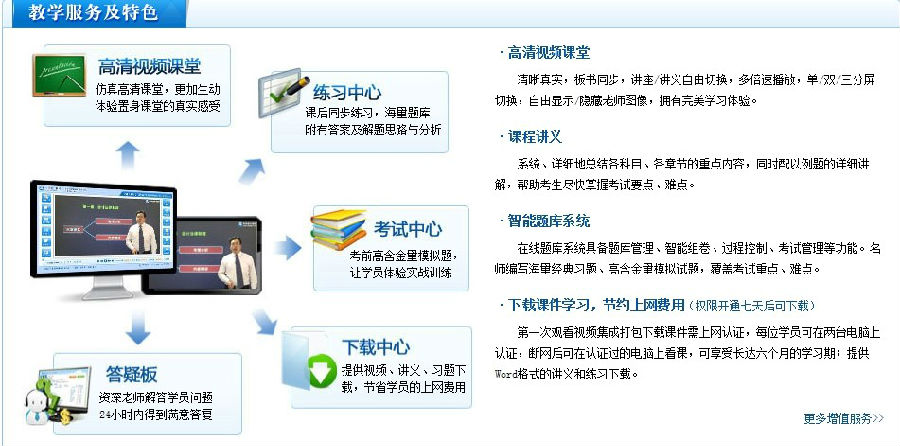 教学服务及特色
高清视频课堂
仿真高清课堂，更加生动
体验置身课堂的真实感受
练习中心
课后同步练习，海量题库
附有答案及解题思路与分析
考试中心
考前高含金量模拟题，
让学员体验实战训练
下载中心
提供视频、讲义、习题下
载，节省学员的上网费用
答疑板
资深老师解答学员问题
24小时内得到满意答复
·高清视频课堂
清晰真实，板书同步，讲座/讲义自由切换，多倍速播放，单/双/三分屏
切换；自由显示/隐藏老师图像，拥有完美学习体验。
·课程讲义
系统、详细地总结各科目、各章节的重点内容，同时配以例题的详细讲
解，帮助考生尽快掌握考试要点、难点。
·智能题库系统
在线题库系统具备题库管理、智能组卷、过程控制、考试管理等功能。名
师编写海量经典习题、高含金量模拟试题，覆盖考试重点、难点。
·下载课件学习，节约上网费用（权限开通七天后可下载）
第一次观看视频集成打包下载课件需上网认证，每位学员可在两台电脑上
认证；断网后可在认证过的电脑上看课，可享受长达六个月的学习期；提供
Word格式的讲义和练习下载。
更多增值服务>>